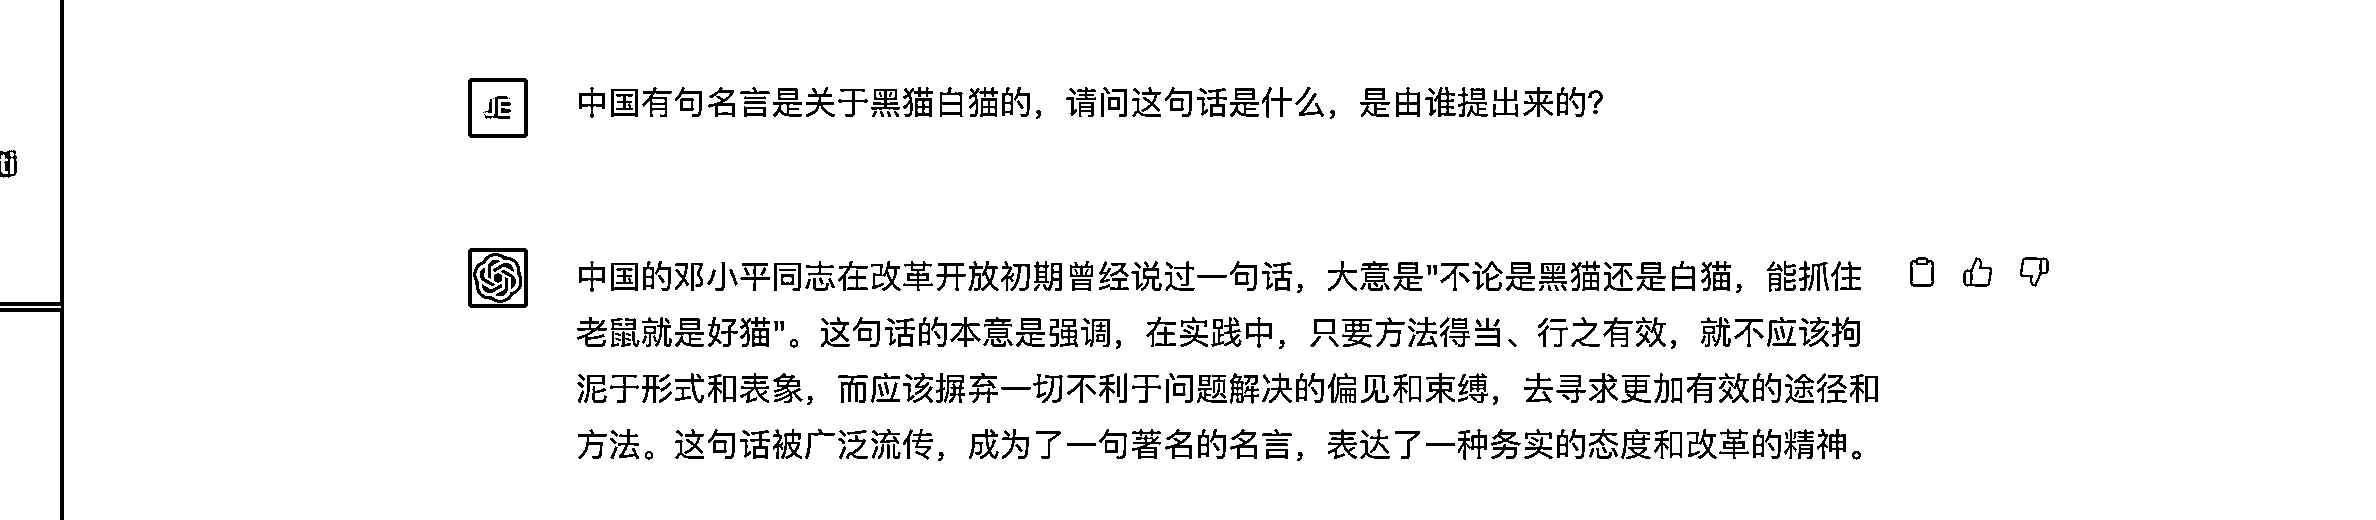 中国有句名言是关于黑猫白猫的，请问这句话是什么，是由谁提出来的？
中国的邓小平同志在改革开放初期曾经说过一句话，大意是"不论是黑猫还是白猫，能抓住
老鼠就是好猫"。这句话的本意是强调，在实践中，只要方法得当、行之有效，就不应该拘
泥于形式和表象，而应该摒弃一切不利于问题解决的偏见和束缚，去寻求更加有效的途径和
方法。这句话被广泛流传，成为了一句著名的名言，表达了一种务实的态度和改革的精神。